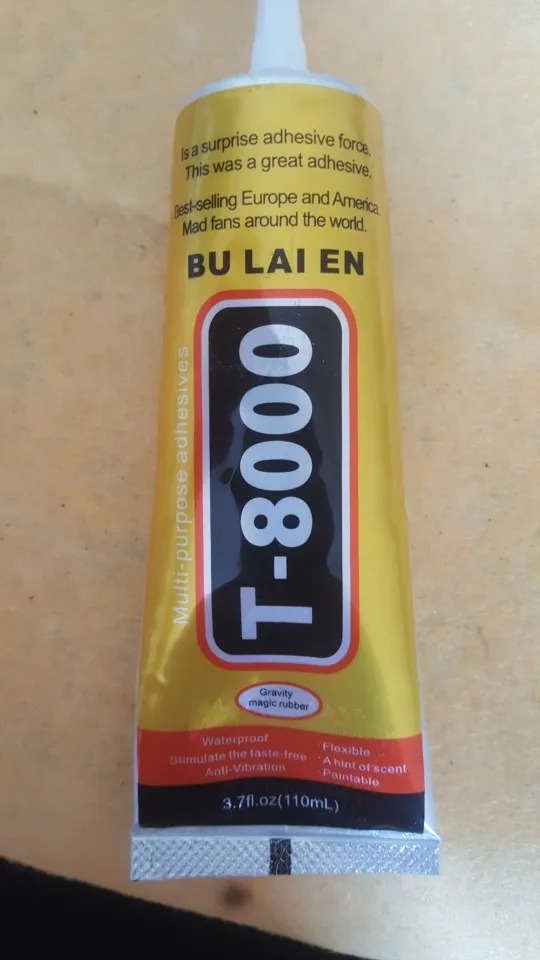 Is a surprise adhesive force.
This was a great adhesive.
Best-selling Europe and America.
Mad fans around the world.
BU LAI EN
Multi-purpose adhesives
T-8000
Gravity
magic rubber
Waterproof
Stimulate the taste-free
Anti-Vibration
·Flexible
·A hint of scent
·Paintable
3.7fl.oz(110mL)